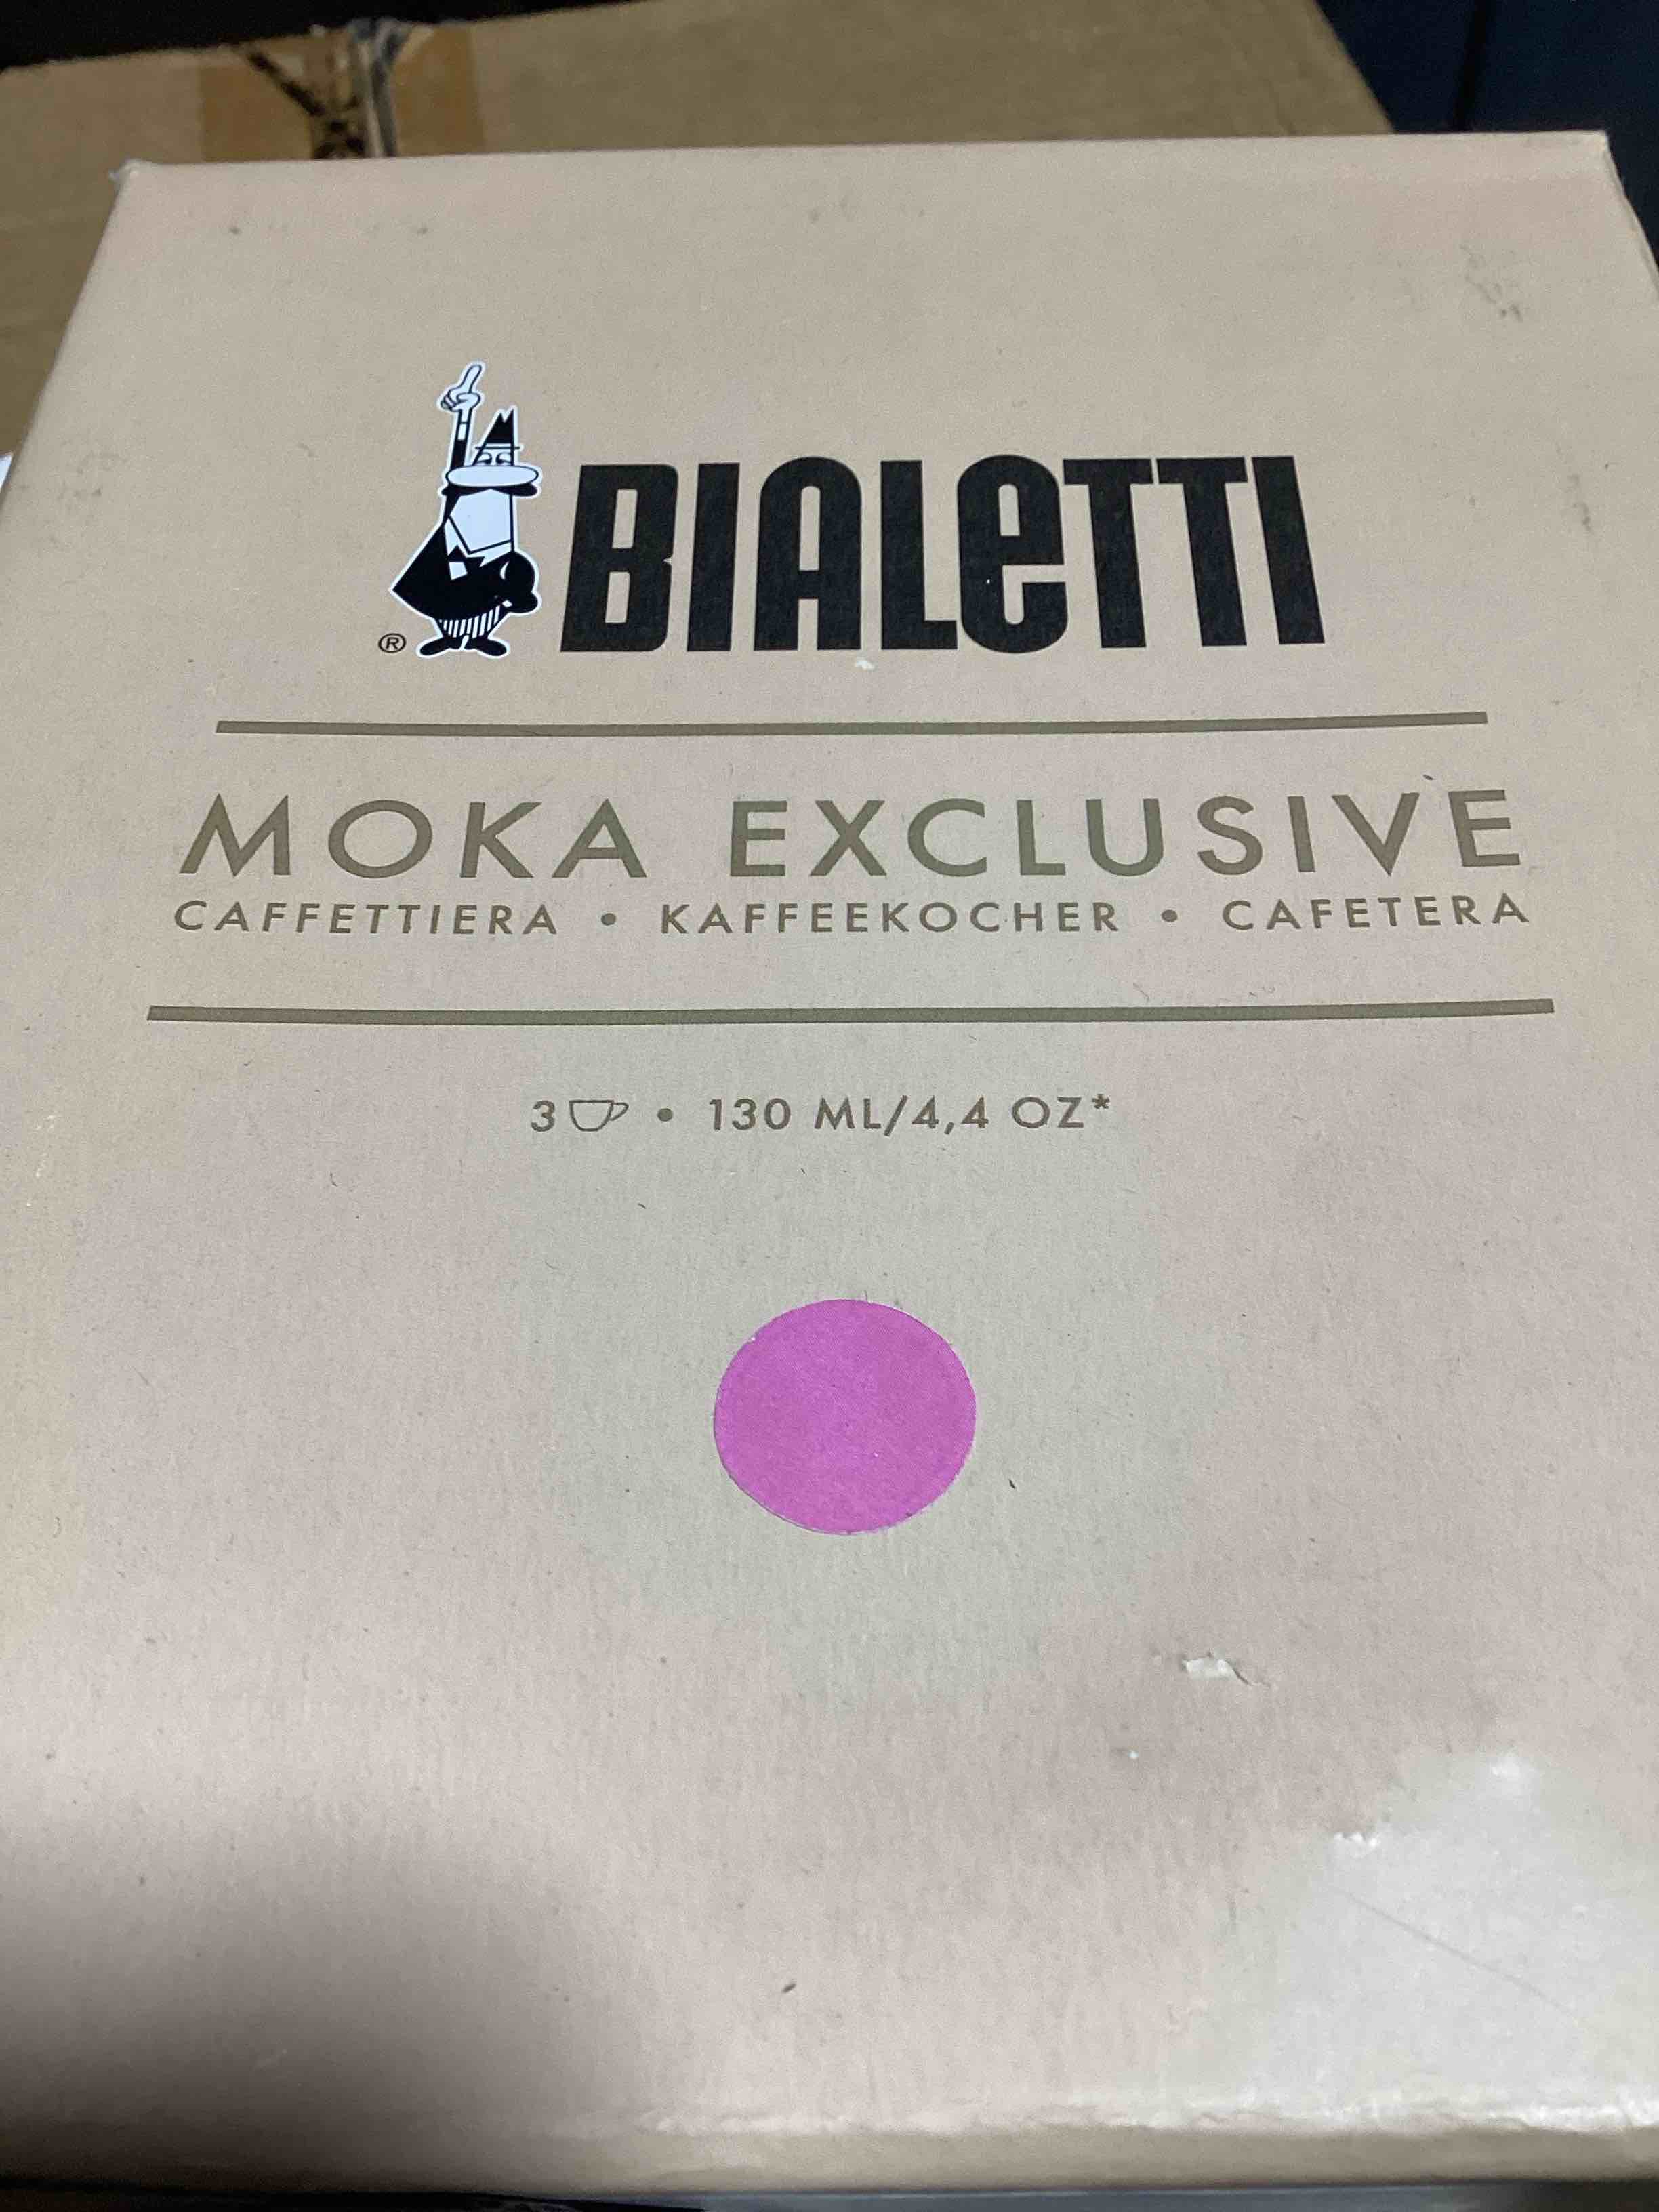 ®
BIALeTTI
MOKA EXCLUSIVE
CAFFETTIERA • KAFFEEKOCHER • CAFETERA
3 • 130 ML/4,4 OZ*